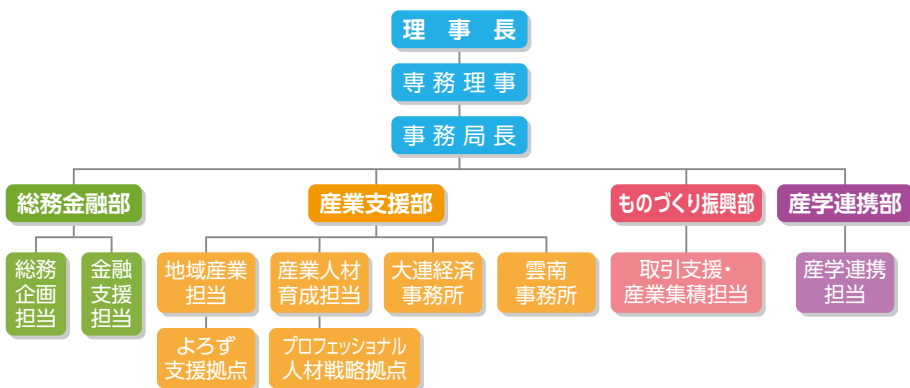 理事長
専務理事
事務局長
総務金融部
産業支援部
ものづくり振興部
産学連携部
総務
企画
担当
金融
支援
担当
地域産業
担当
産業人材
育成担当
大連経済
事務所
雲南
事務所
取引支援・
産業集積担当
産学連携
担当
よろず
支援拠点
プロフェッショナル
人材戦略拠点